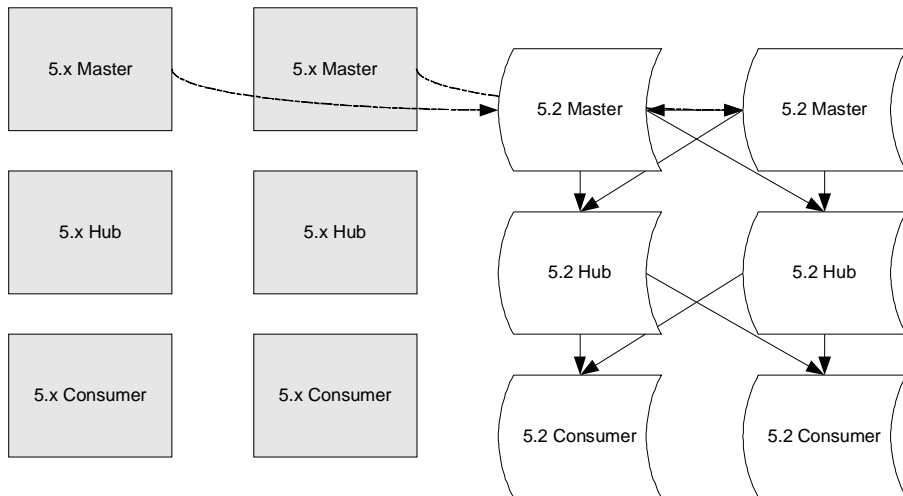 5.x Master
5.x Master
5.2 Master
5.2 Master
5.x Hub
5.x Hub
5.2 Hub
5.2 Hub
5.x Consumer
5.x Consumer
5.2 Consumer
5.2 Consumer